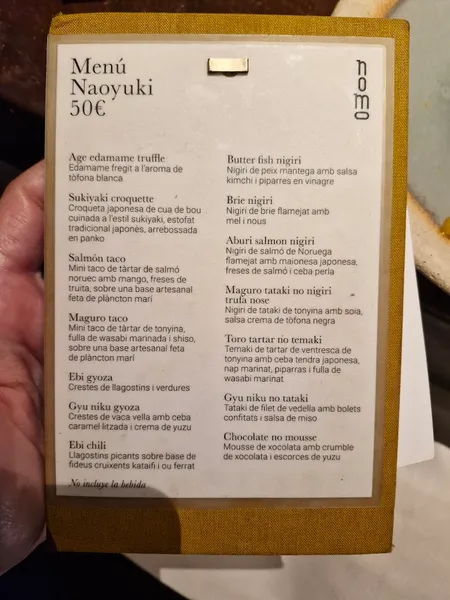 Menú
Naoyuki
50€
nomo
Age edamame truffle
Edamame fregit a l'aroma de
tòfona blanca
Sukiyaki croquette
Croqueta japonesa de cua de bou
cuinada a l'estil sukiyaki, estofat
tradicional japonès, arrebossada
en panko
Salmón taco
Mini taco de tàrtar de salmó
noruec amb mango, freses de
truita, sobre una base artesanal
feta de plàncton marí
Maguro taco
Mini taco de tàrtar de tonyina,
fulla de wasabi marinada i shiso,
sobre una base artesanal feta
de plàncton marí
Ebi gyoza
Crestes de llagostins i verdures
Gyu niku gyoza
Crestes de vaca vella amb ceba
caramel·litzada i crema de yuzu
Ebi chili
Llagostins picants sobre base de
fideus cruixents kataifi i ou ferrat
No incluye la bebida
Butter fish nigiri
Nigiri de peix mantega amb salsa
kimchi i piparres en vinagre
Brie nigiri
Nigiri de brie flamejat amb
mel i nous
Aburi salmon nigiri
Nigiri de salmó de Noruega
flamejat amb maionesa japonesa,
freses de salmó i ceba perla
Maguro tataki no nigiri
trufa nose
Nigiri de tataki de tonyina amb soia,
salsa crema de tòfona negra
Toro tartar no temaki
Temaki de tartar de ventresca de
tonyina amb ceba tendra japonesa,
nap marinat, piparras i fulla de
wasabi marinat
Gyu niku no tataki
Tataki de filet de vedella amb bolets
confitats i salsa de miso
Chocolate no mousse
Mousse de xocolata amb crumble
de xocolata i escorces de yuzu